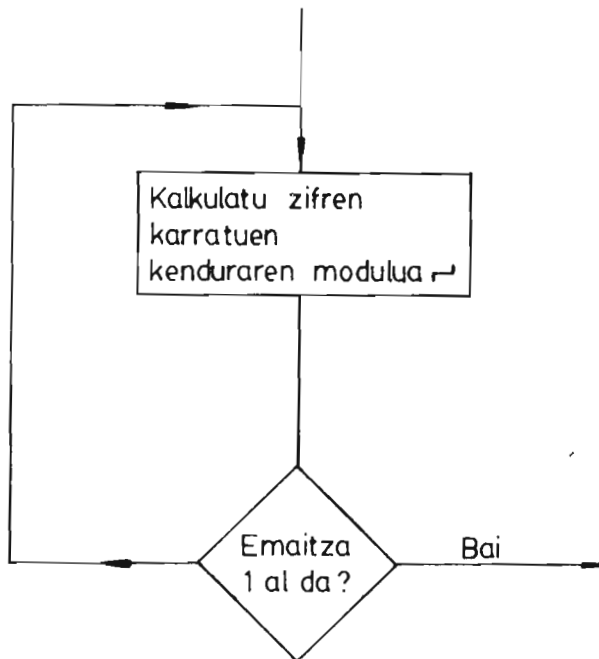 Kalkulatu zifren
karratuen
kenduraren modulua
Emaitza
1 al da?
Bai